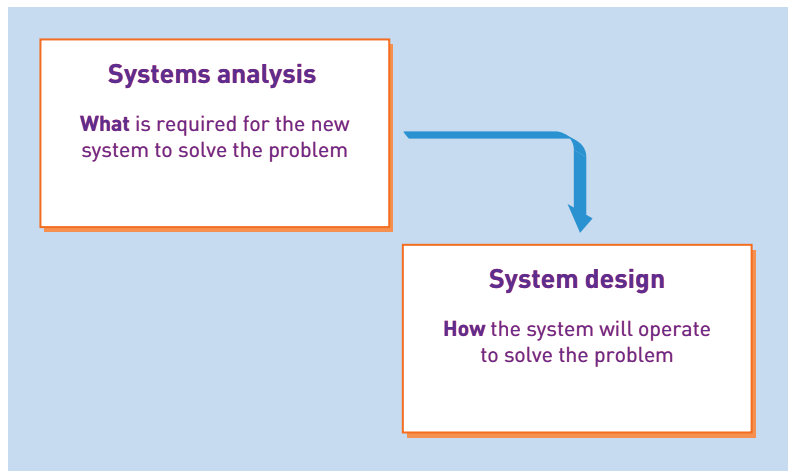 Systems analysis
What is required for the new
system to solve the problem
System design
How the system will operate
to solve the problem